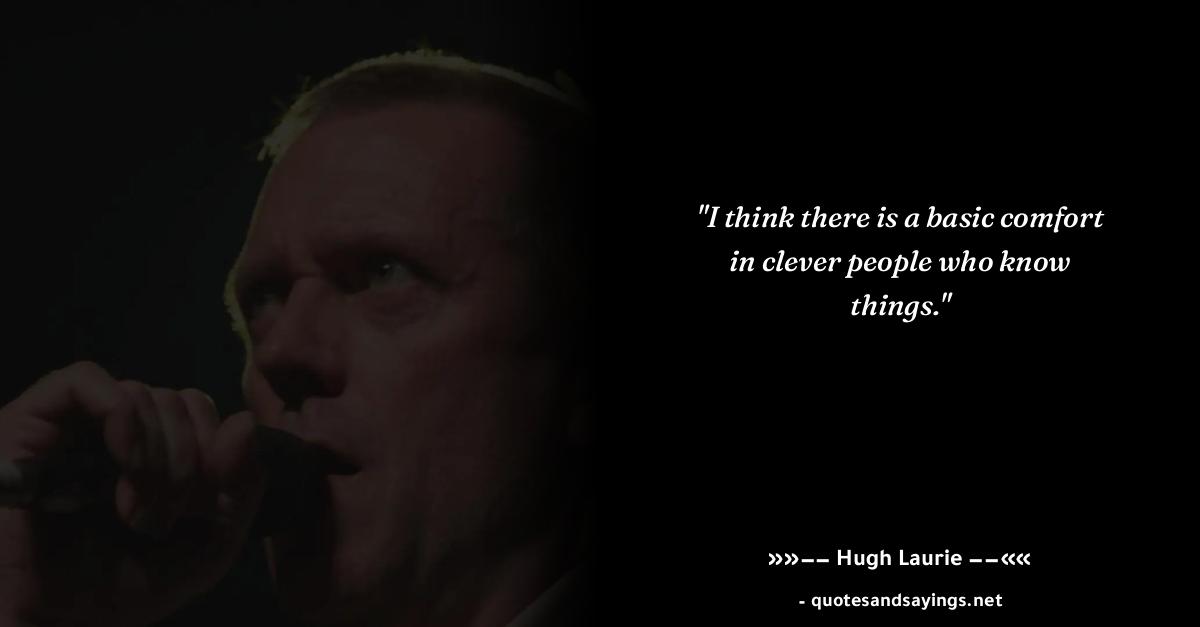 "I think there is a basic comfort
in clever people who know
things."
»»–– Hugh Laurie ––««
- quotesandsayings.net